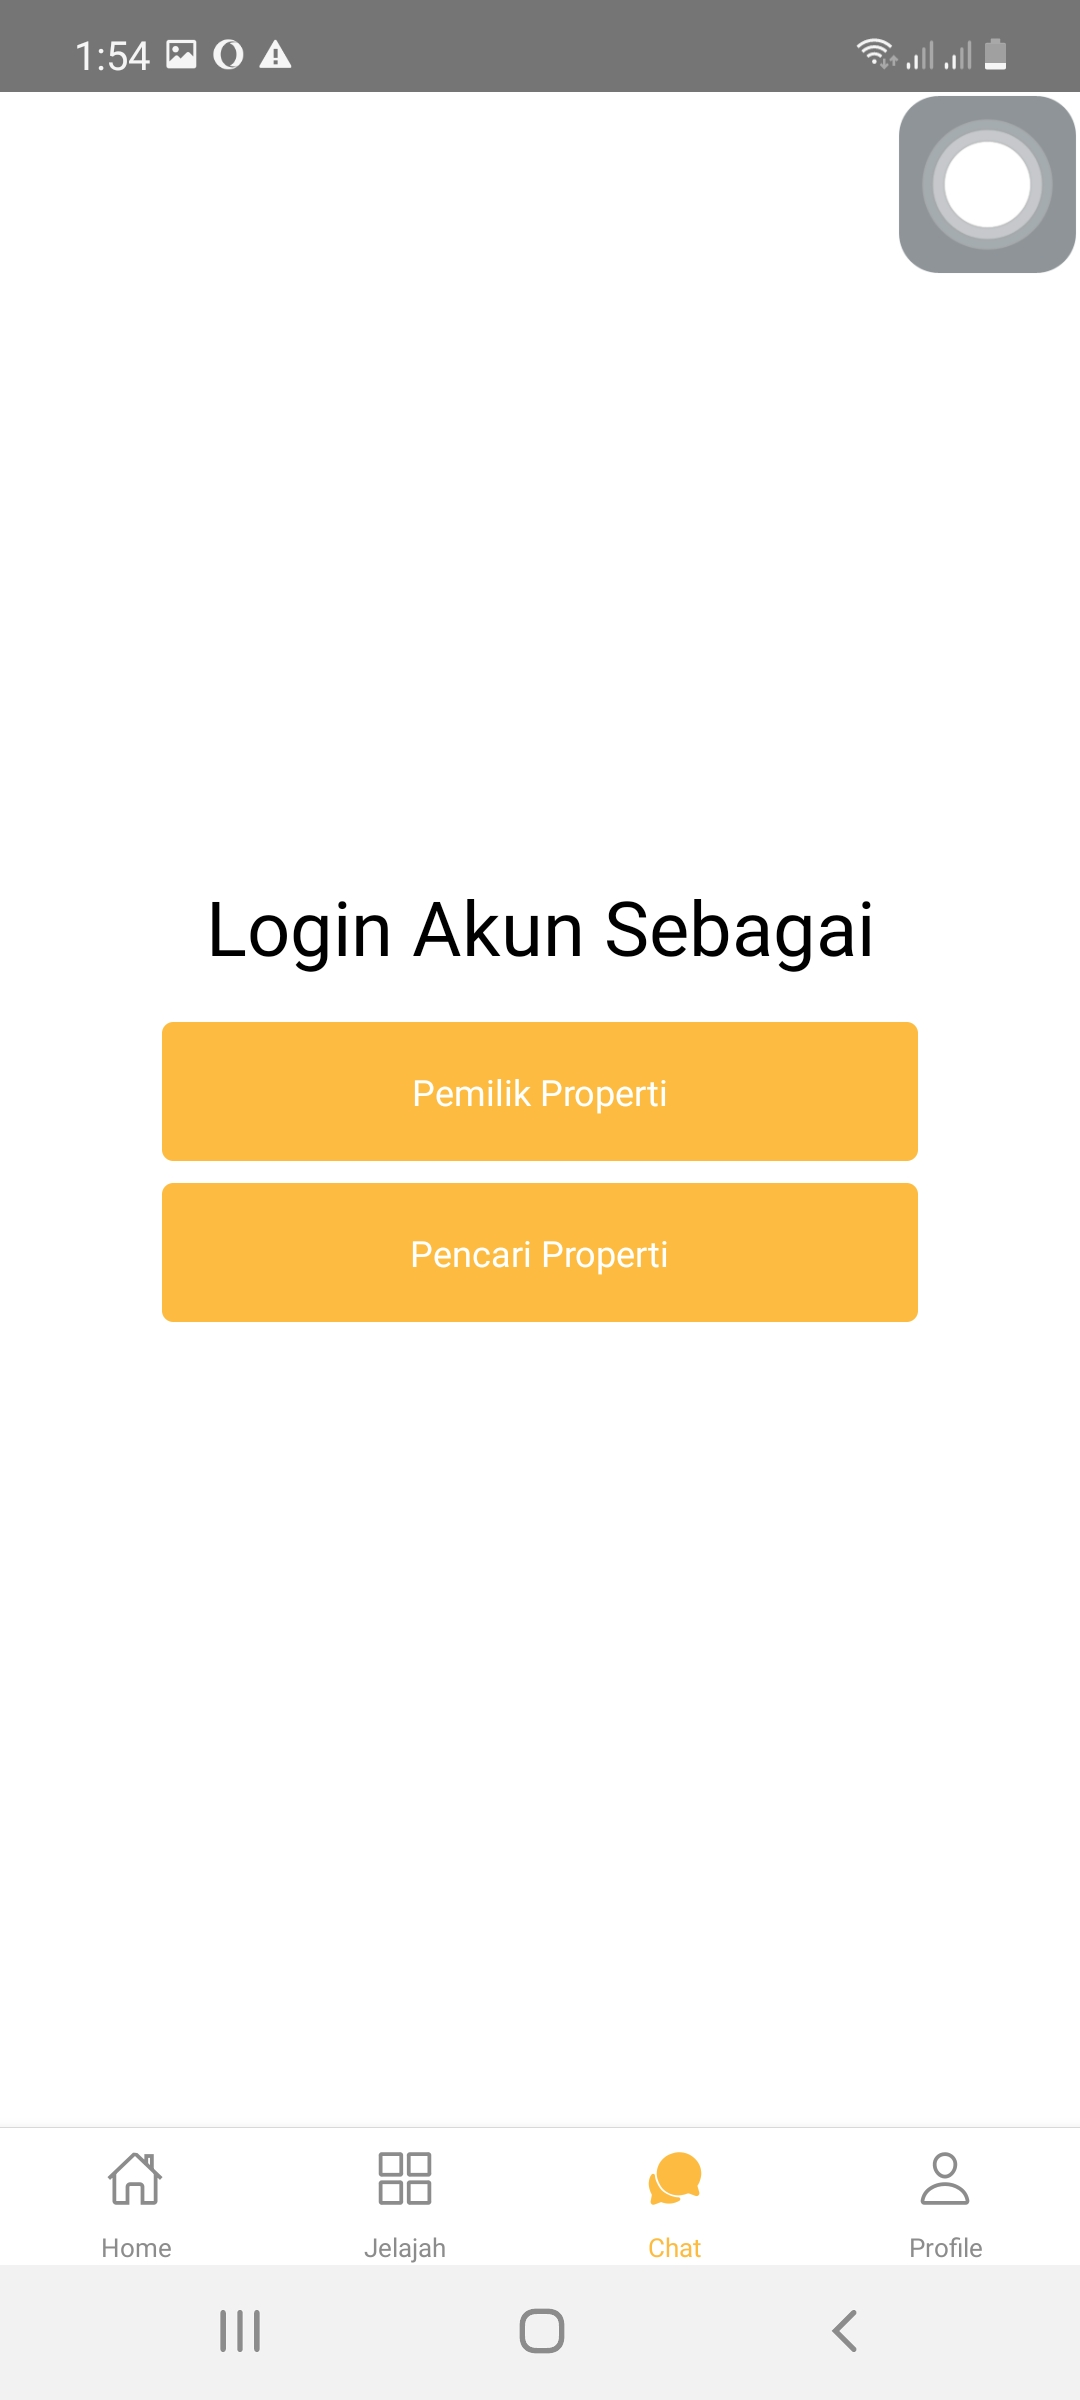 1:54
Login Akun Sebagai
Pemilik Properti
Pencari Properti
Home
Jelajah
Chat
Profile